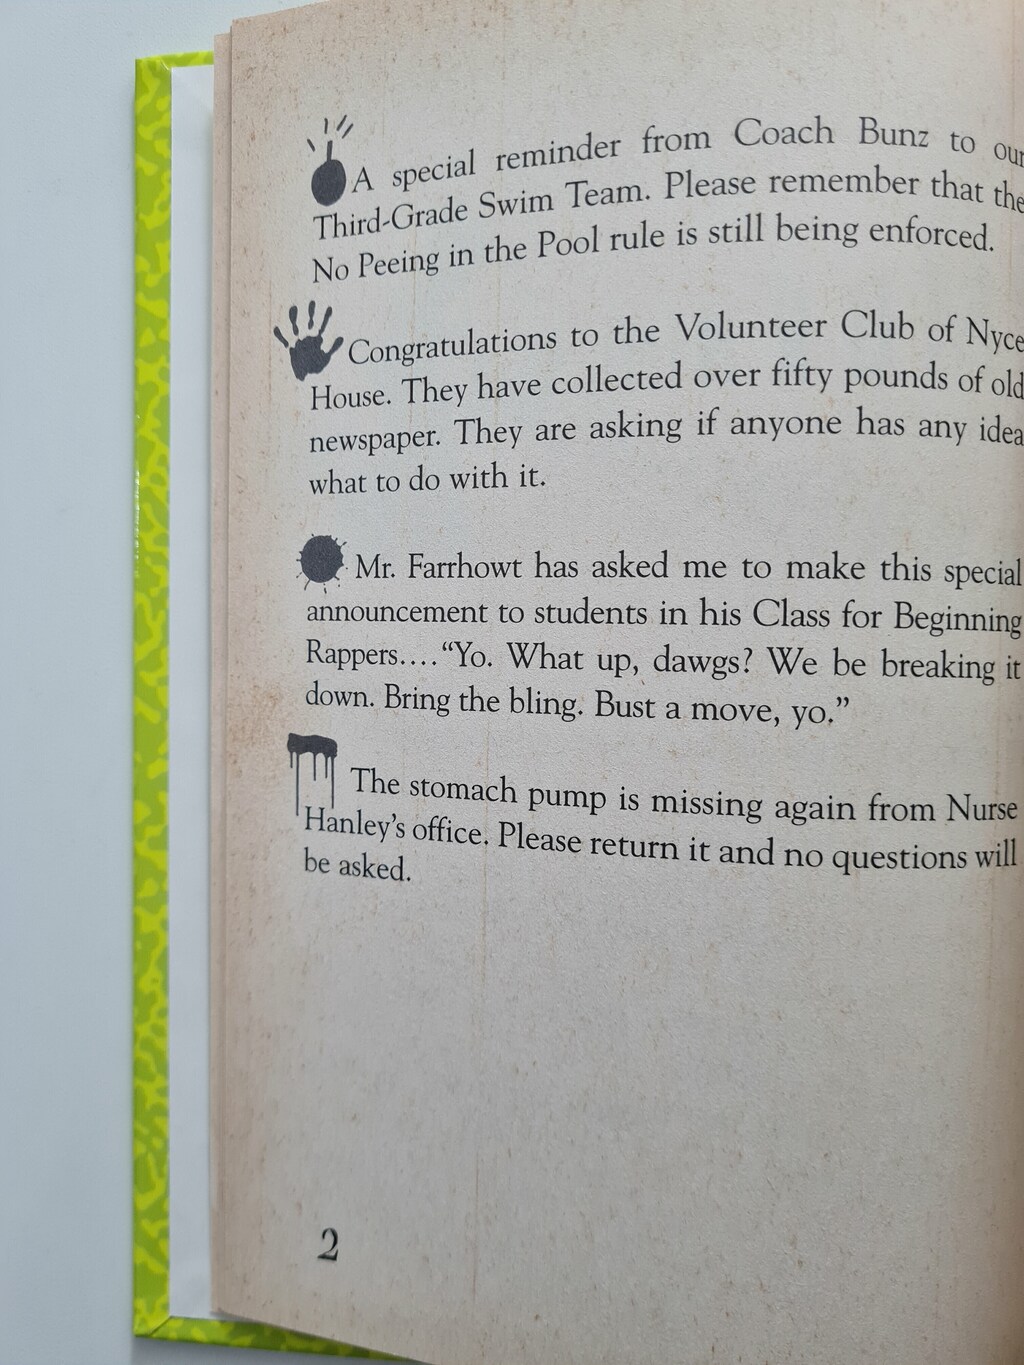 A special reminder from Coach Bunz to our
Third-Grade Swim Team. Please remember that the
No Peeing in the Pool rule is still being enforced.
Congratulations to the Volunteer Club of Nyce
House. They have collected over fifty pounds of old
newspaper. They are asking if anyone has any idea
what to do with it.
Mr. Farrhowt has asked me to make this special
announcement to students in his Class for Beginning
Rappers.... “Yo. What up, dawgs? We be breaking it
down. Bring the bling. Bust a move, yo.”
The stomach pump is missing again from Nurse
Hanley’s office. Please return it and no questions will
be asked.
2